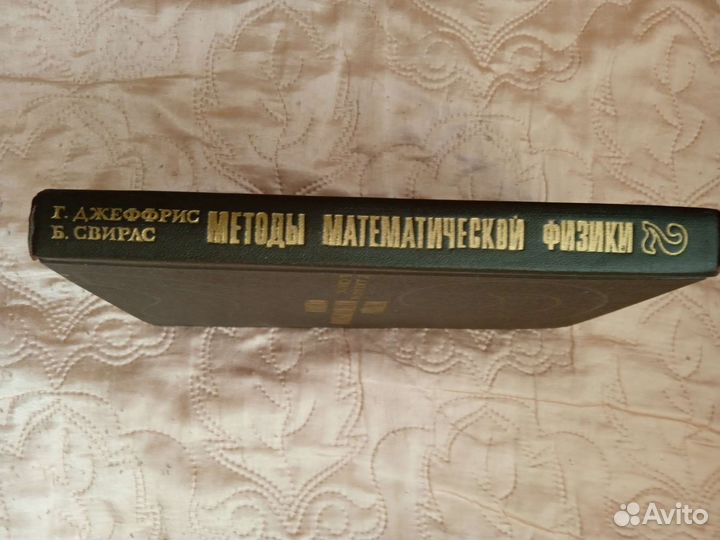 Г. ДЖЕФФРИС
Б. СВИРЛС
МЕТОДЫ МАТЕМАТИЧЕСКОЙ ФИЗИКИ 2
Avito